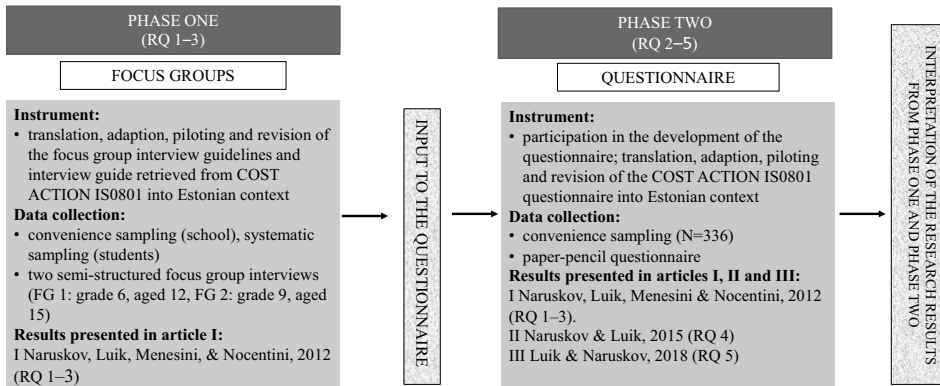 PHASE ONE
(RQ 1–3)
FOCUS GROUPS
Instrument:
• translation, adaption, piloting and revision of
the focus group interview guidelines and
interview guide retrieved from COST
ACTION IS0801 into Estonian context
Data collection:
• convenience sampling (school), systematic
sampling (students)
• two semi-structured focus group interviews
(FG 1: grade 6, aged 12, FG 2: grade 9, aged
15)
Results presented in article I:
I Naruskov, Luik, Menesini, & Nocentini, 2012
(RQ 1–3)
INPUT TO THE QUESTIONNAIRE
PHASE TWO
(RQ 2–5)
QUESTIONNAIRE
Instrument:
• participation in the development of the
questionnaire; translation, adaption, piloting
and revision of the COST ACTION IS0801
questionnaire into Estonian context
Data collection:
• convenience sampling (N=336)
• paper-pencil questionnaire
Results presented in articles I, II and III:
I Naruskov, Luik, Menesini & Nocentini, 2012
(RQ 1–3).
II Naruskov & Luik, 2015 (RQ 4)
III Luik & Naruskov, 2018 (RQ 5)
INTERPRETATION OF THE RESEARCH RESULTS
FROM PHASE ONE AND PHASE TWO